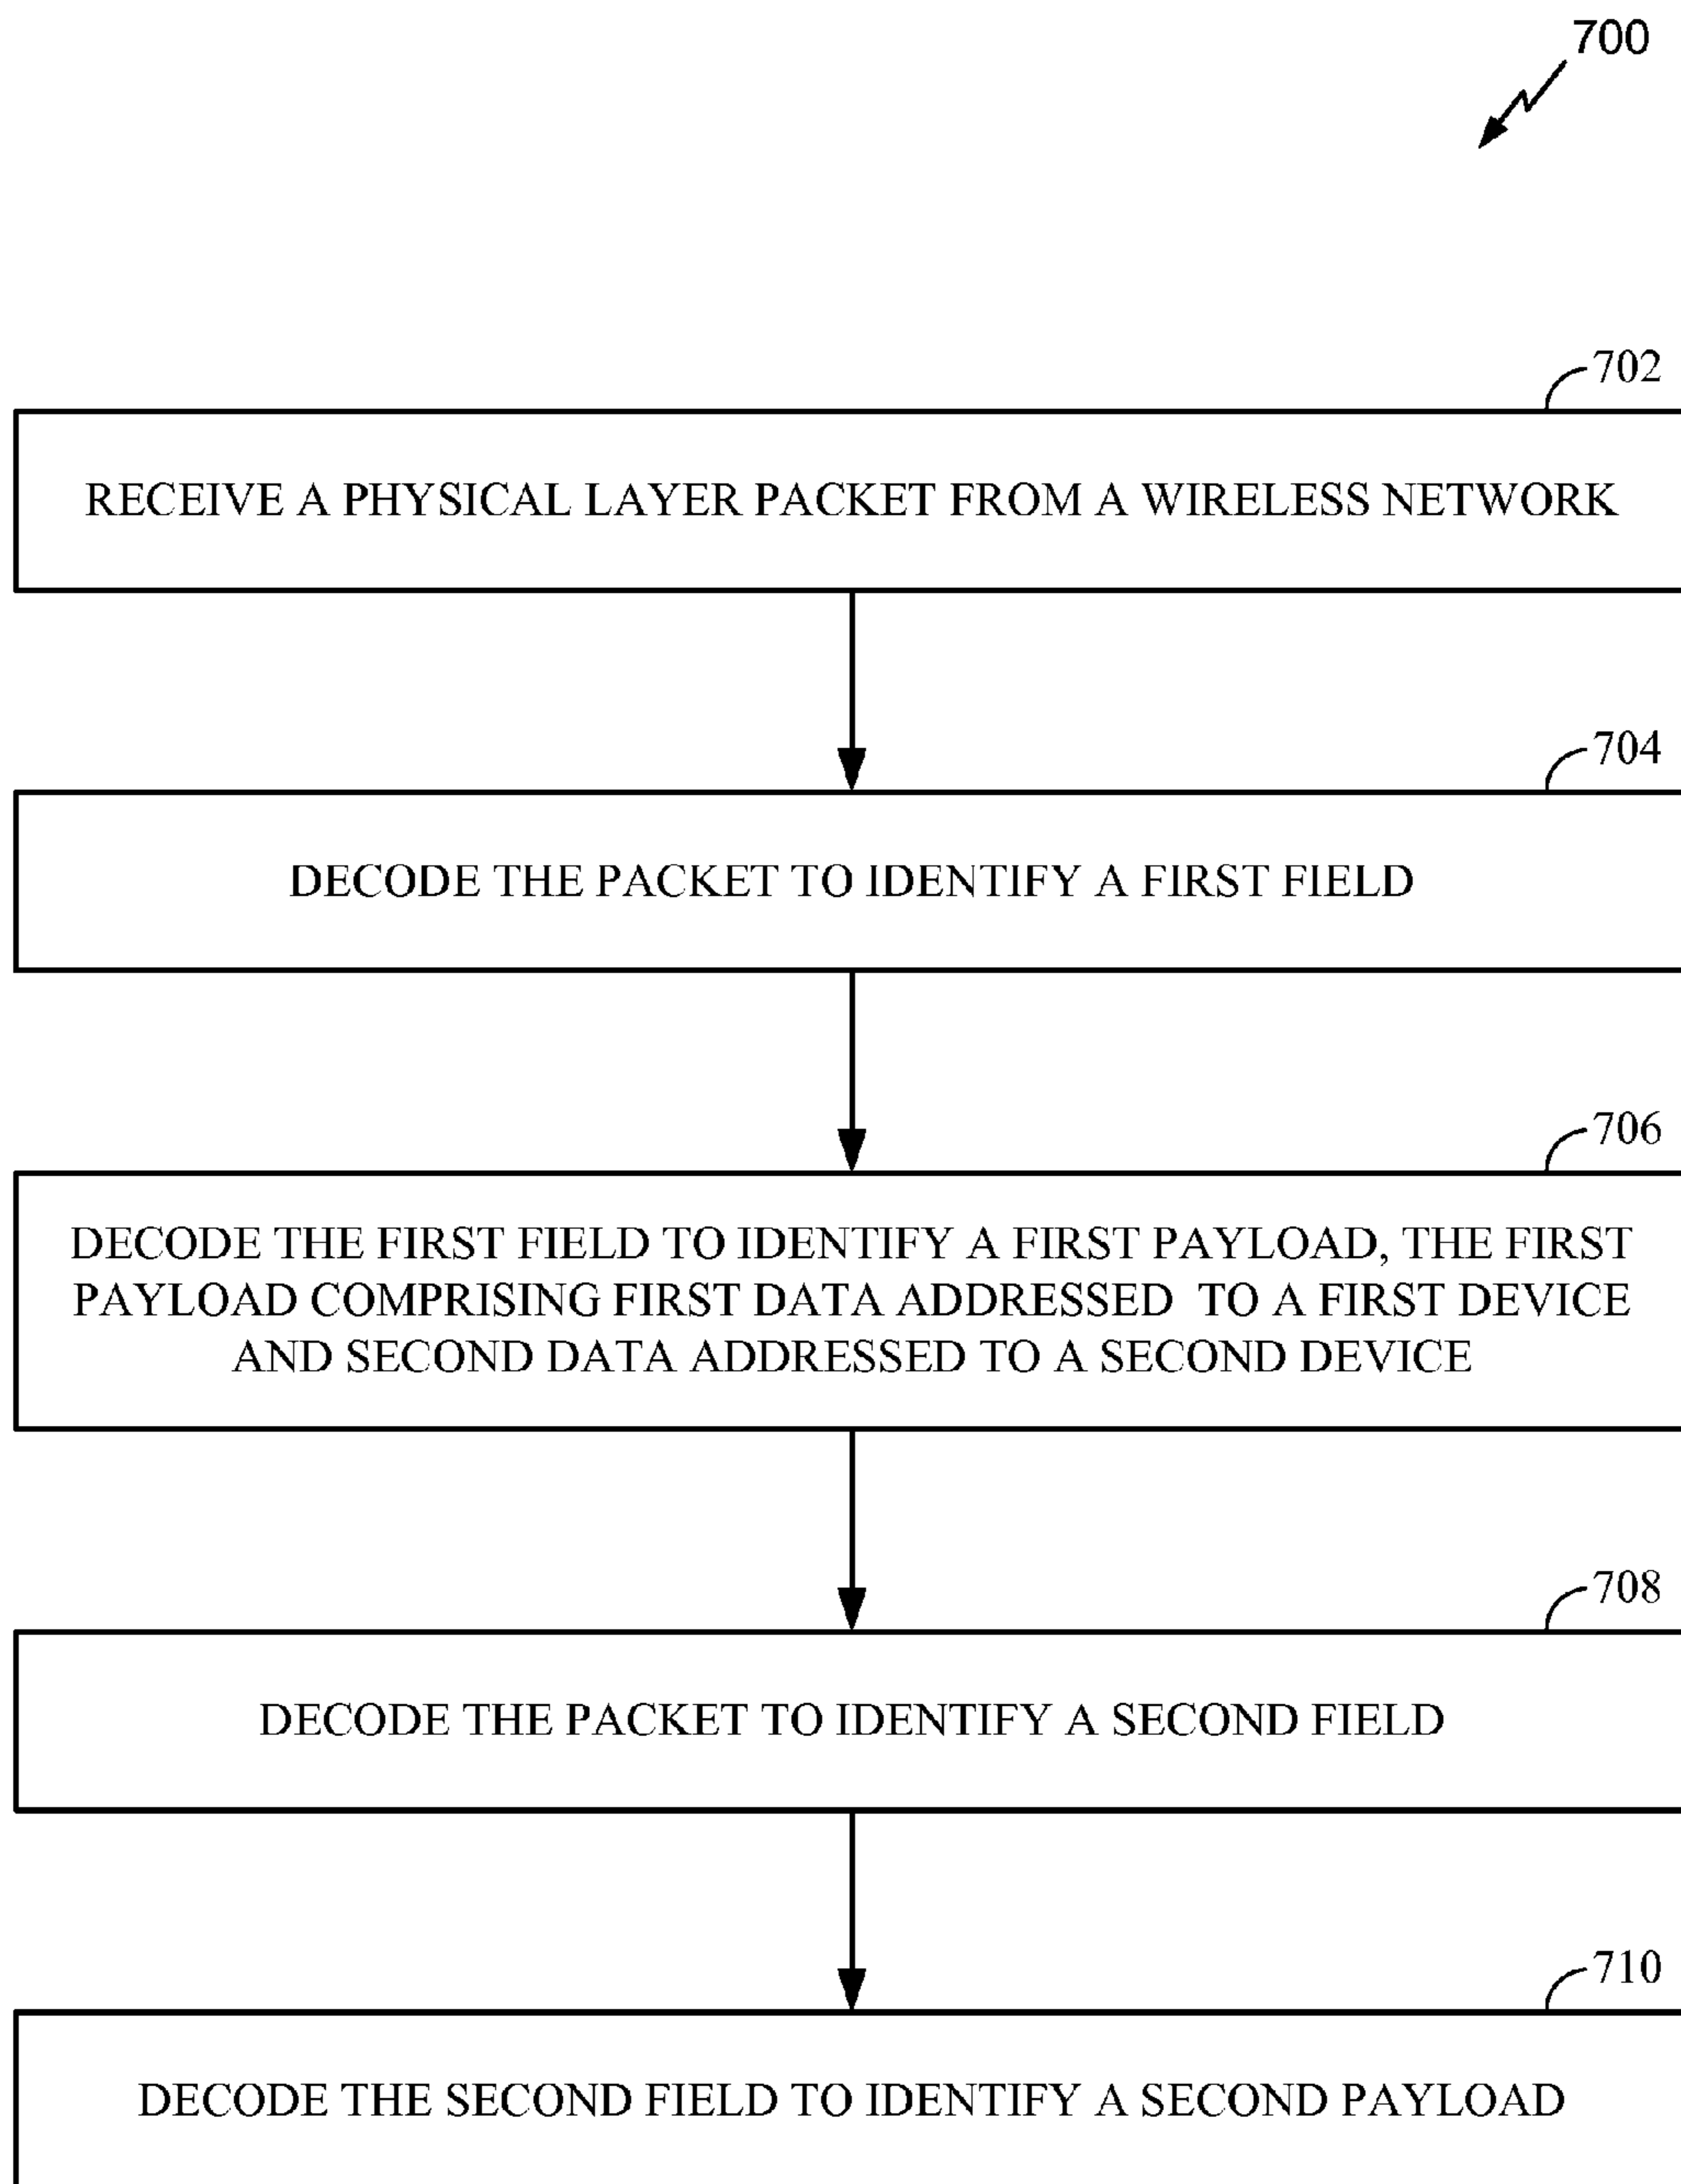 700
702
RECEIVE A PHYSICAL LAYER PACKET FROM A WIRELESS NETWORK
704
DECODE THE PACKET TO IDENTIFY A FIRST FIELD
706
DECODE THE FIRST FIELD TO IDENTIFY A FIRST PAYLOAD, THE FIRST
PAYLOAD COMPRISING FIRST DATA ADDRESSED TO A FIRST DEVICE
AND SECOND DATA ADDRESSED TO A SECOND DEVICE
708
DECODE THE PACKET TO IDENTIFY A SECOND FIELD
710
DECODE THE SECOND FIELD TO IDENTIFY A SECOND PAYLOAD